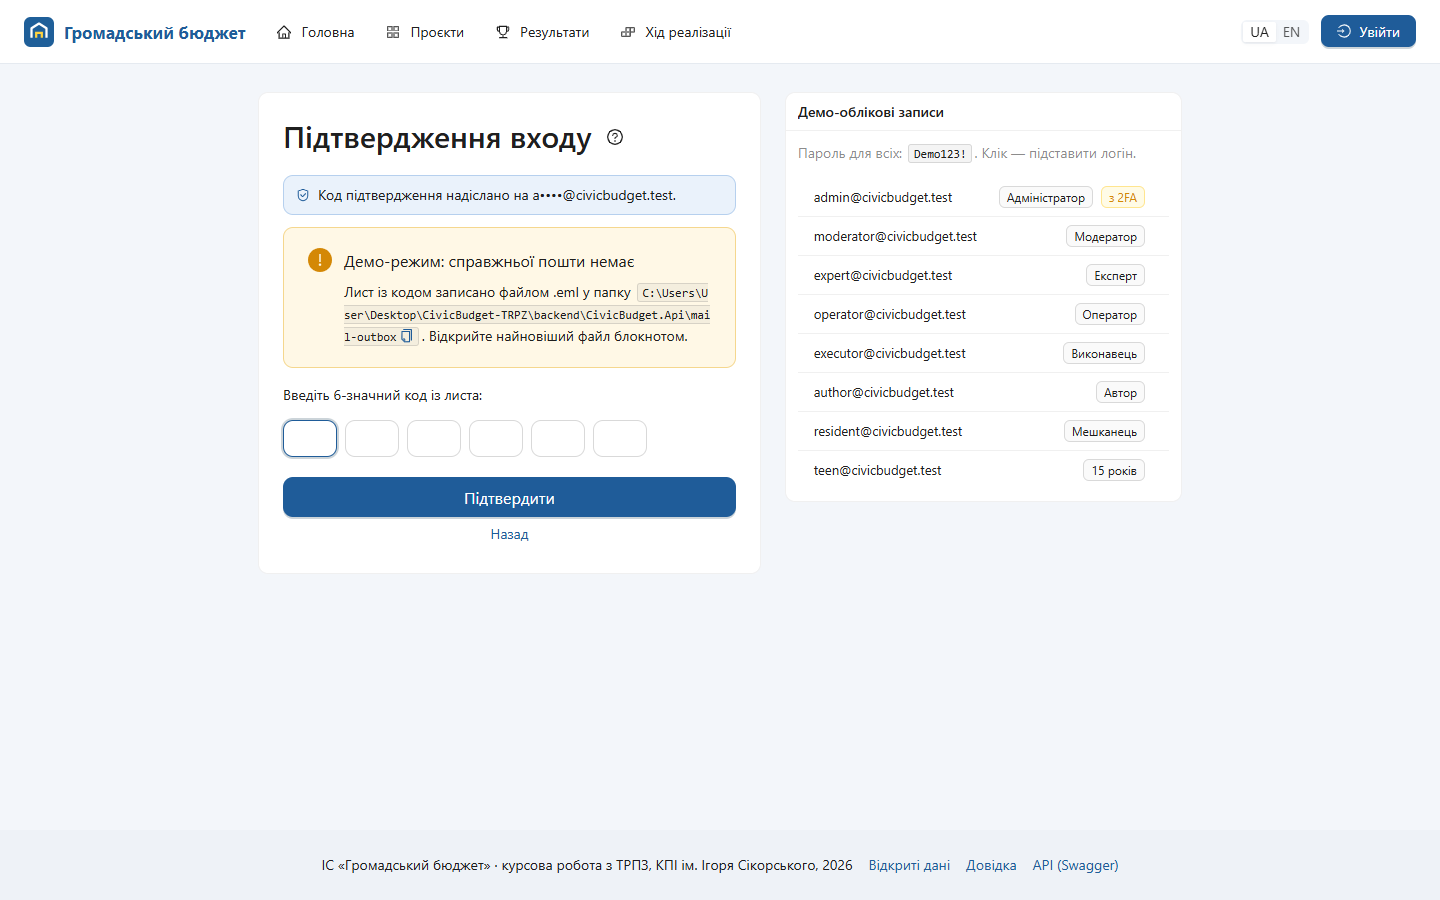 Громадський бюджет
Головна
Проєкти
Результати
Хід реалізації
UA EN
Увійти
Підтвердження входу
Код підтвердження надіслано на a••••@civicbudget.test.
Демо-режим: справжньої пошти немає
Лист із кодом записано файлом .eml у папку C:\Users\U
ser\Desktop\CivicBudget-TRPZ\backend\CivicBudget.Api\mai
l-outbox . Відкрийте найновіший файл блокнотом.
Введіть 6-значний код із листа:
Підтвердити
Назад
Демо-облікові записи
Пароль для всіх: Demo123! . Клік — підставити логін.
admin@civicbudget.test Адміністратор з 2FA
moderator@civicbudget.test Модератор
expert@civicbudget.test Експерт
operator@civicbudget.test Оператор
executor@civicbudget.test Виконавець
author@civicbudget.test Автор
resident@civicbudget.test Мешканець
teen@civicbudget.test 15 років
ІС «Громадський бюджет» · курсова робота з ТРПЗ, КПІ ім. Ігоря Сікорського, 2026 Відкриті дані Довідка API (Swagger)